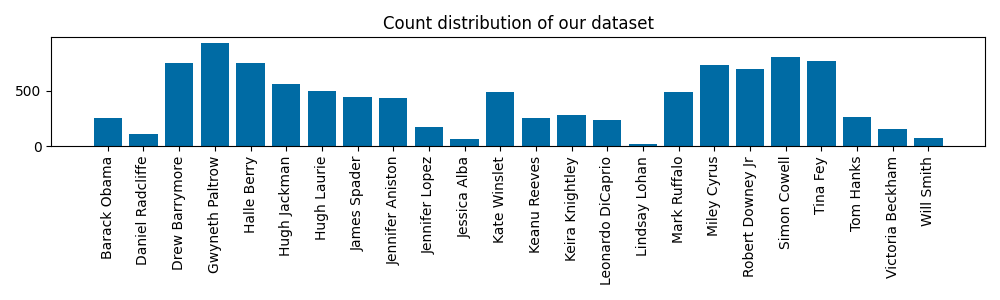 Count distribution of our dataset
500
0
Barack Obama
Daniel Radcliffe
Drew Barrymore
Gwyneth Paltrow
Halle Berry
Hugh Jackman
Hugh Laurie
James Spader
Jennifer Aniston
Jennifer Lopez
Jessica Alba
Kate Winslet
Keanu Reeves
Keira Knightley
Leonardo DiCaprio
Lindsay Lohan
Mark Ruffalo
Miley Cyrus
Robert Downey Jr
Simon Cowell
Tina Fey
Tom Hanks
Victoria Beckham
Will Smith